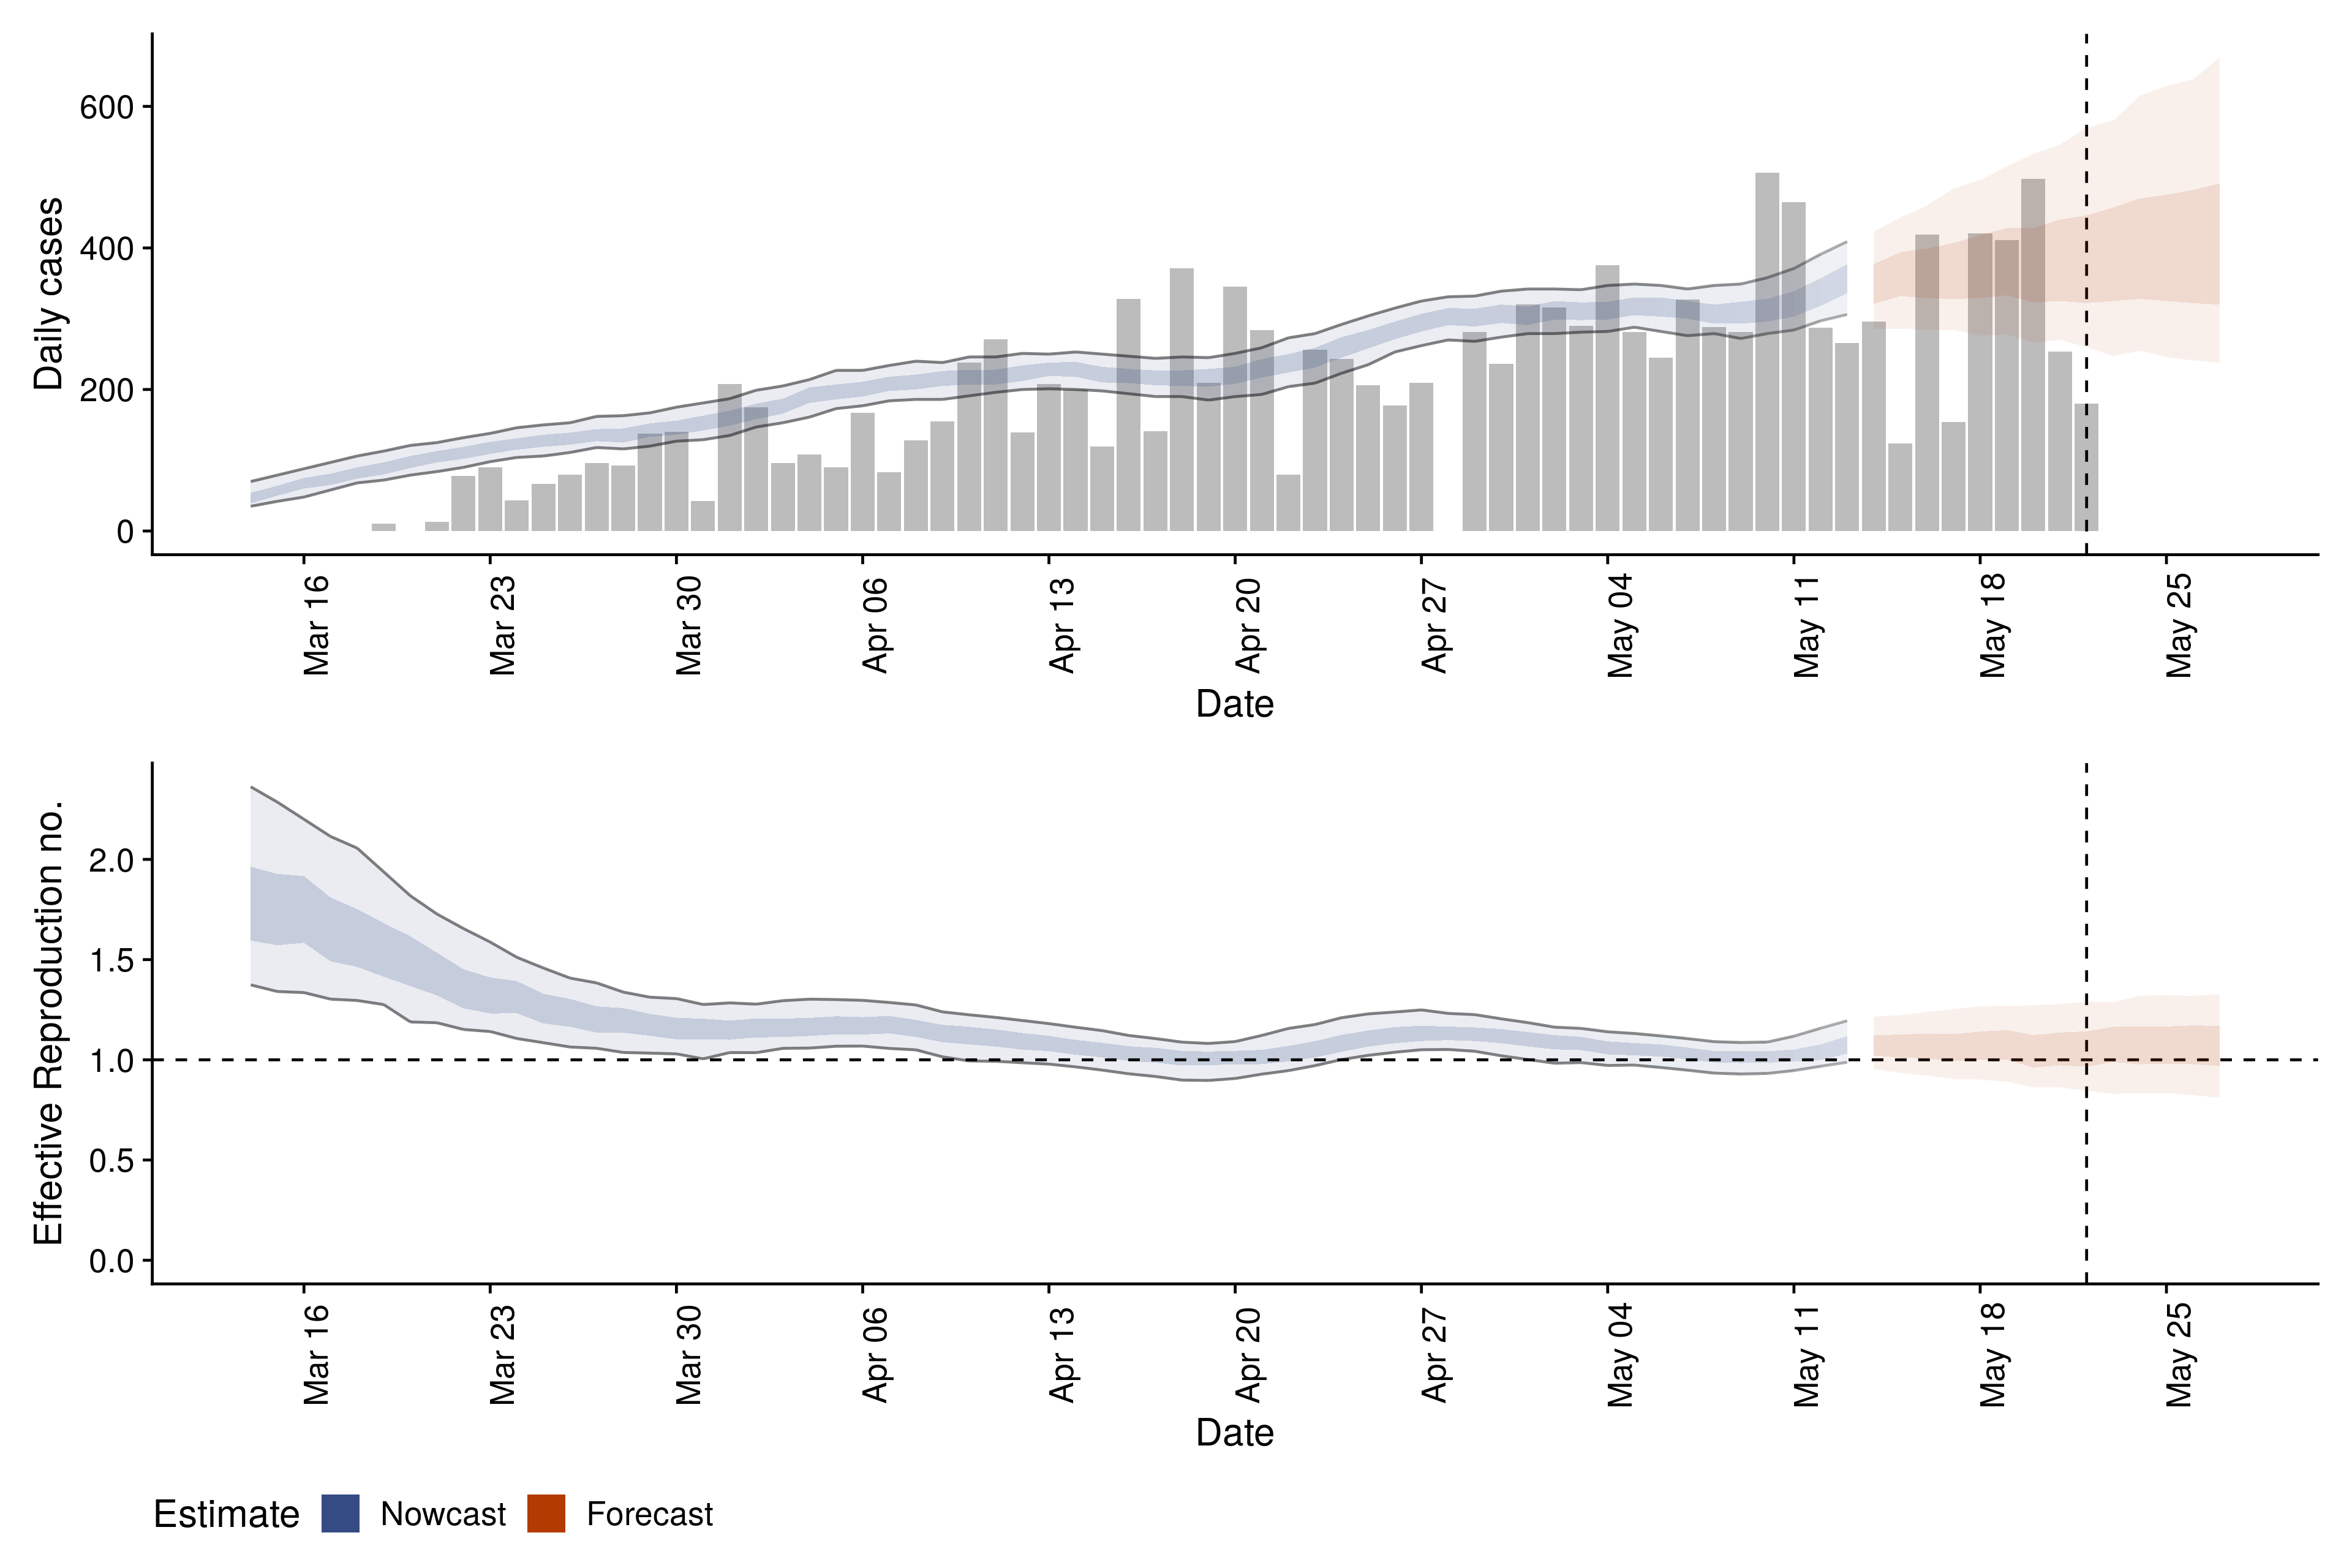 Daily cases
600
400
200
0
Mar 16
Mar 23
Mar 30
Apr 06
Apr 13
Apr 20
Apr 27
May 04
May 11
May 18
May 25
Date
Effective Reproduction no.
2.0
1.5
1.0
0.5
0.0
Mar 16
Mar 23
Mar 30
Apr 06
Apr 13
Apr 20
Apr 27
May 04
May 11
May 18
May 25
Date
Estimate Nowcast Forecast